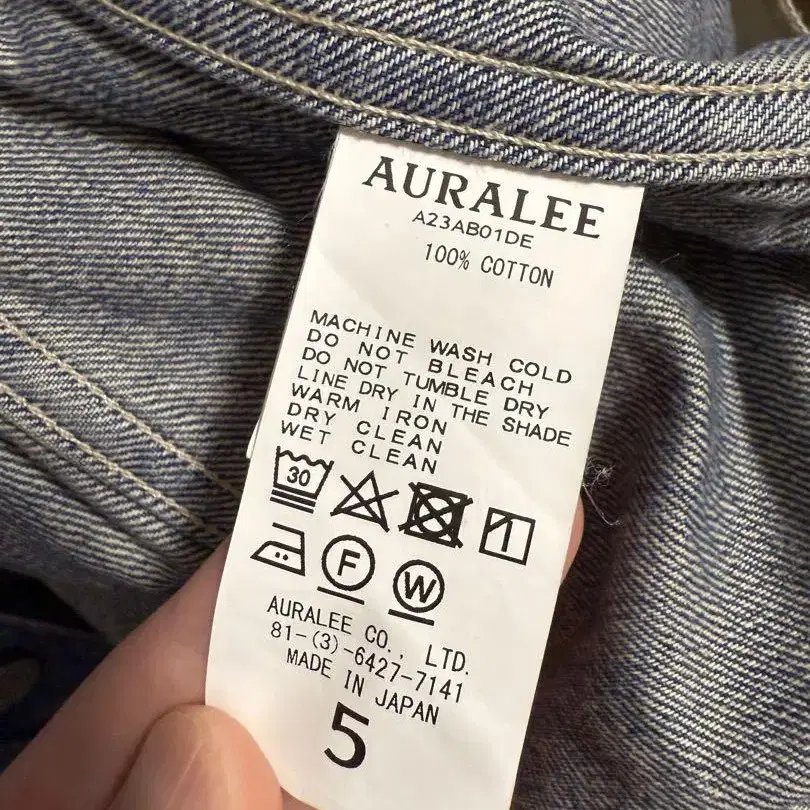 AURALEE
A23AB01DE
100% COTTON
MACHINE WASH COLD
DO NOT BLEACH
DO NOT TUMBLE DRY
LINE DRY IN THE SHADE
WARM IRON
DRY CLEAN
WET CLEAN
30
F W
AURALEE CO., LTD.
81-(3)-6427-7141
MADE IN JAPAN
5